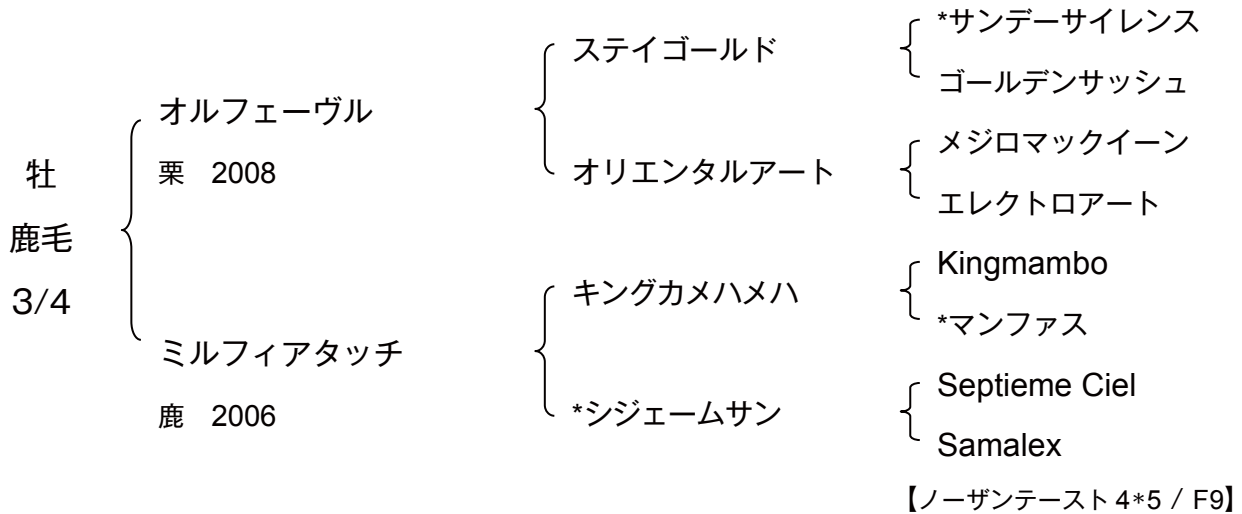 牡
鹿毛
3/4
オルフェーヴル
栗 2008
ミルフィアタッチ
鹿 2006
ステイゴールド
オリエンタルアート
キングカメハメハ
*シジェームサン
*サンデーサイレンス
ゴールデンサッシュ
メジロマックイーン
エレクトロアート
Kingmambo
*マンファス
Septieme Ciel
Samalex
【ノーザンテースト 4*5 / F9】